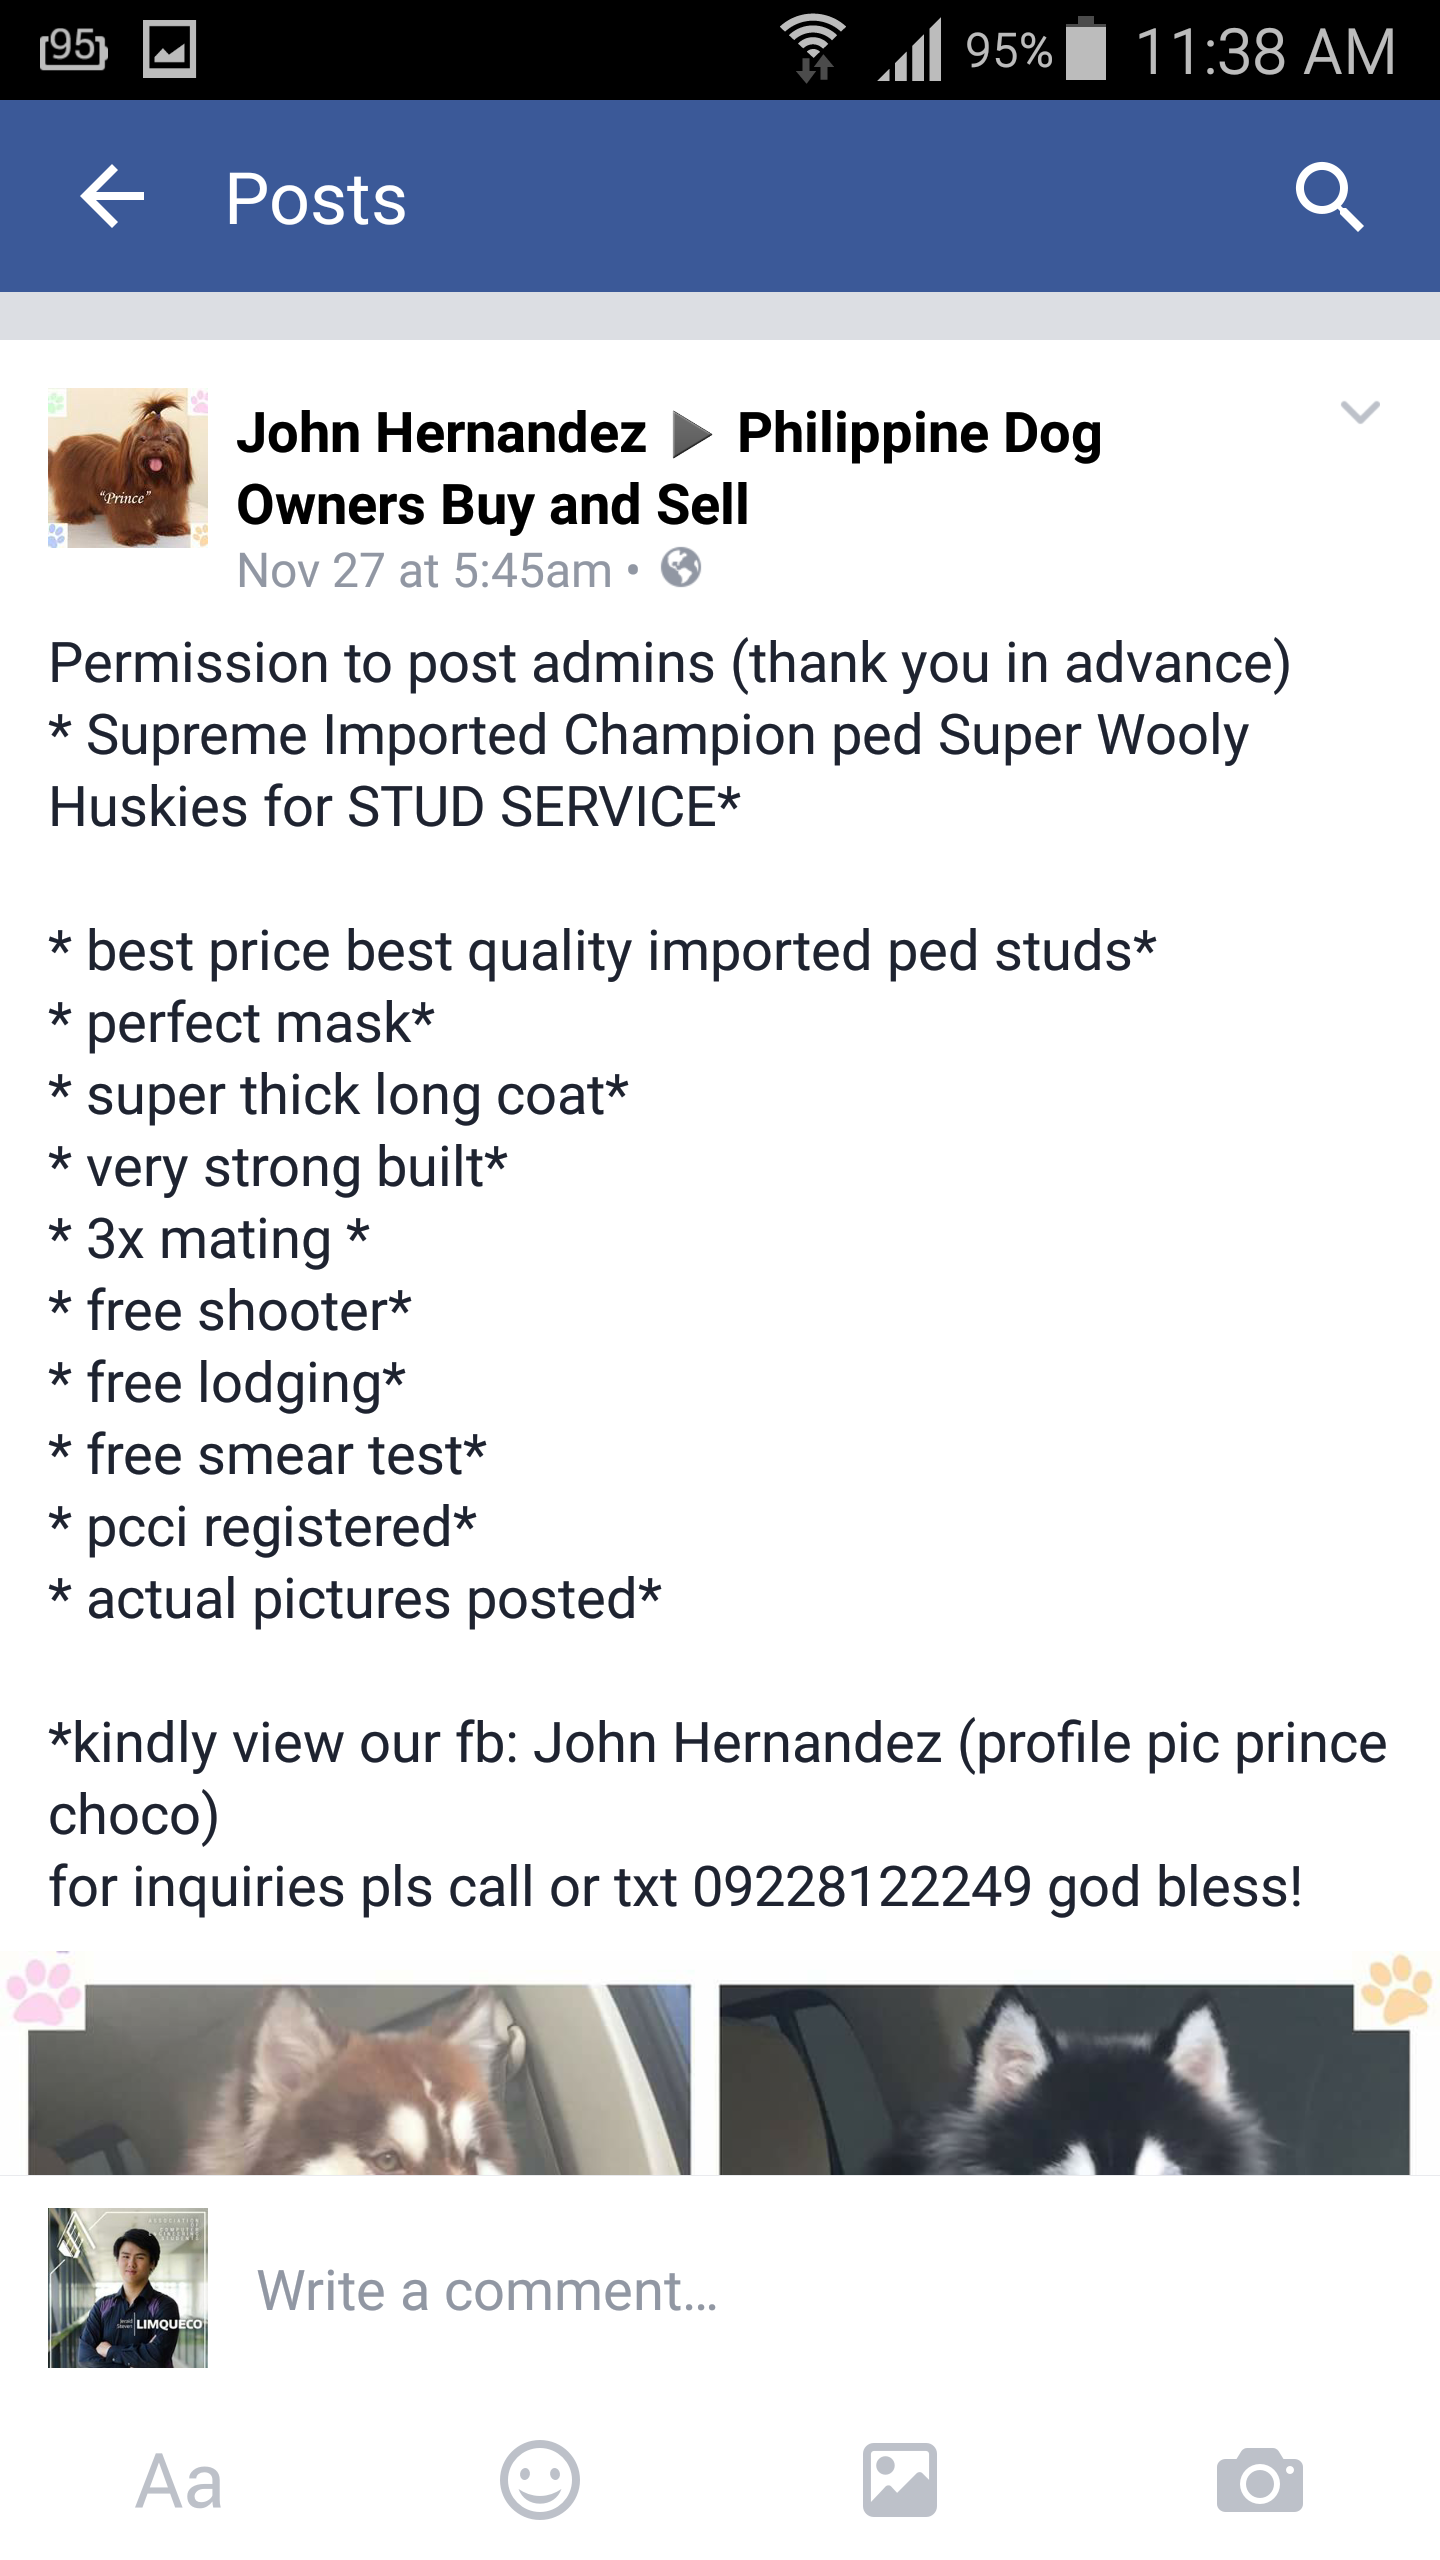 95
95% 11:38 AM
Posts
John Hernandez ▶ Philippine Dog
Owners Buy and Sell
Nov 27 at 5:45am •
"Prince"
Permission to post admins (thank you in advance)
* Supreme Imported Champion ped Super Wooly
Huskies for STUD SERVICE*
* best price best quality imported ped studs*
* perfect mask*
* super thick long coat*
* very strong built*
* 3x mating *
* free shooter*
* free lodging*
* free smear test*
* pcci registered*
* actual pictures posted*
*kindly view our fb: John Hernandez (profile pic prince
choco)
for inquiries pls call or txt 09228122249 god bless!
LIMQUECO
Write a comment...
Aa